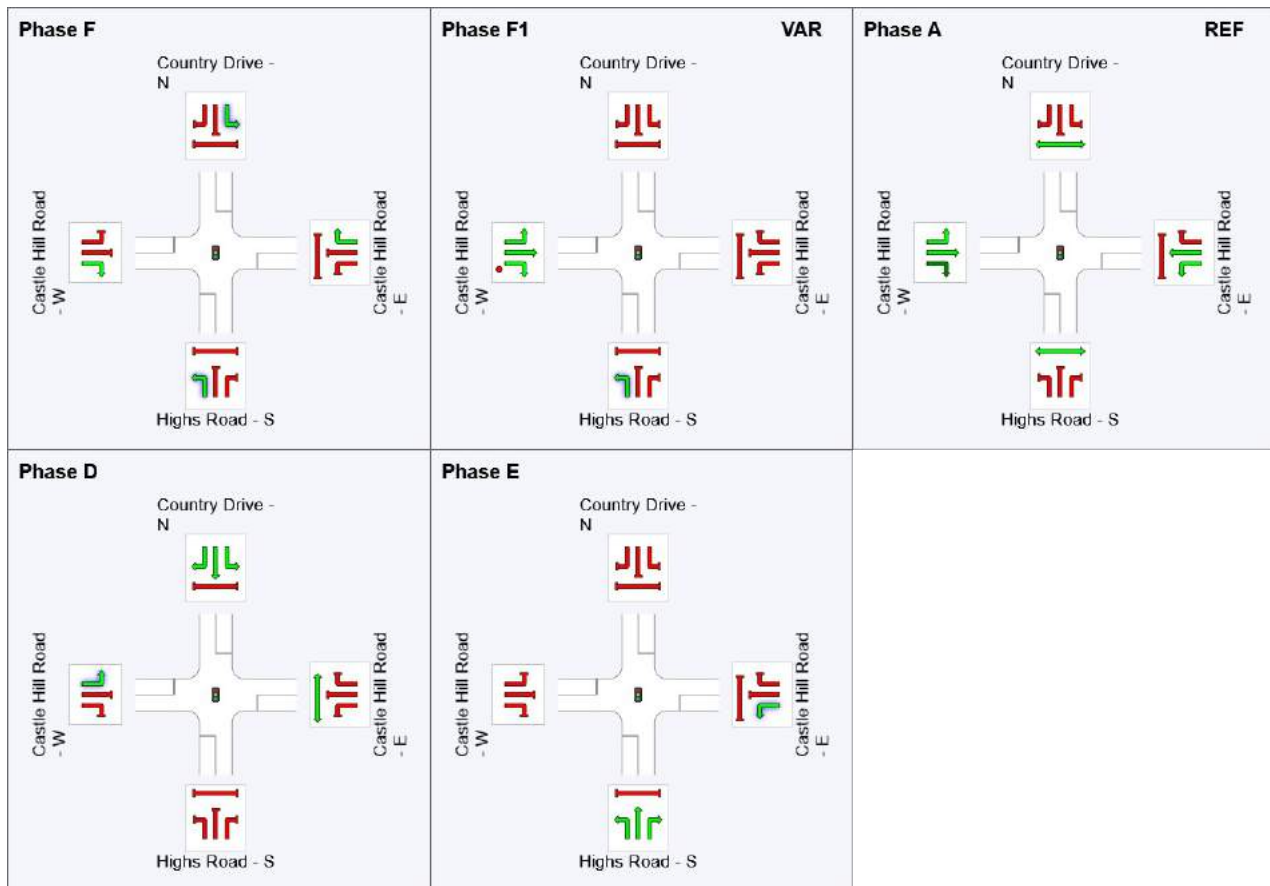 Phase F
Country Drive -
N
Castle Hill Road
- W
Castle Hill Road
- E
Highs Road - S
Phase F1
VAR
Country Drive -
N
Castle Hill Road
- W
Castle Hill Road
- E
Highs Road - S
Phase A
REF
Country Drive -
N
Castle Hill Road
- W
Castle Hill Road
- E
Highs Road - S
Phase D
Country Drive -
N
Castle Hill Road
- W
Castle Hill Road
- E
Highs Road - S
Phase E
Country Drive -
N
Castle Hill Road
- W
Castle Hill Road
- E
Highs Road - S